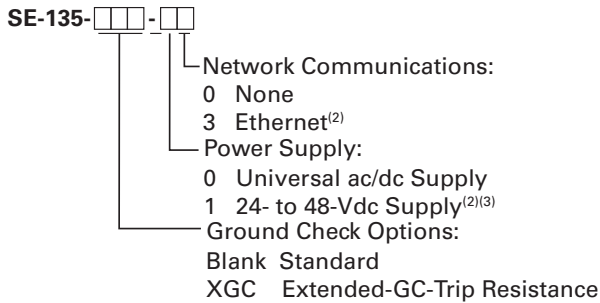 SE-135-□□□-□□
Network Communications:
0 None
3 Ethernet(2)
Power Supply:
0 Universal ac/dc Supply
1 24- to 48-Vdc Supply(2)(3)
Ground Check Options:
Blank Standard
XGC Extended-GC-Trip Resistance